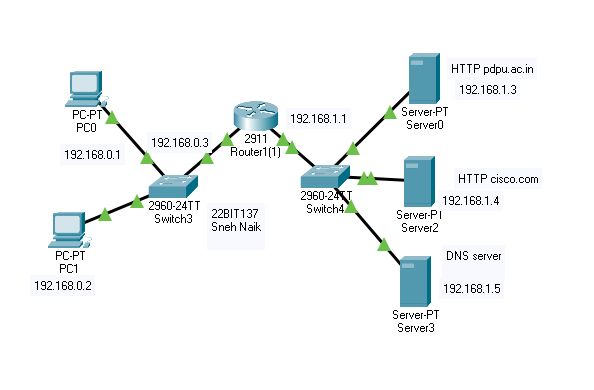 PC-PT
PC0
192.168.0.1
PC-PT
PC1
192.168.0.2
192.168.0.3
2960-24TT
Switch3
22BIT137
Sneh Naik
2911
Router1(1)
192.168.1.1
2960-24TT
Switch4
HTTP pdpu.ac.in
192.168.1.3
Server-PT
Server0
HTTP cisco.com
192.168.1.4
Server-PT
Server2
DNS server
192.168.1.5
Server-PT
Server3